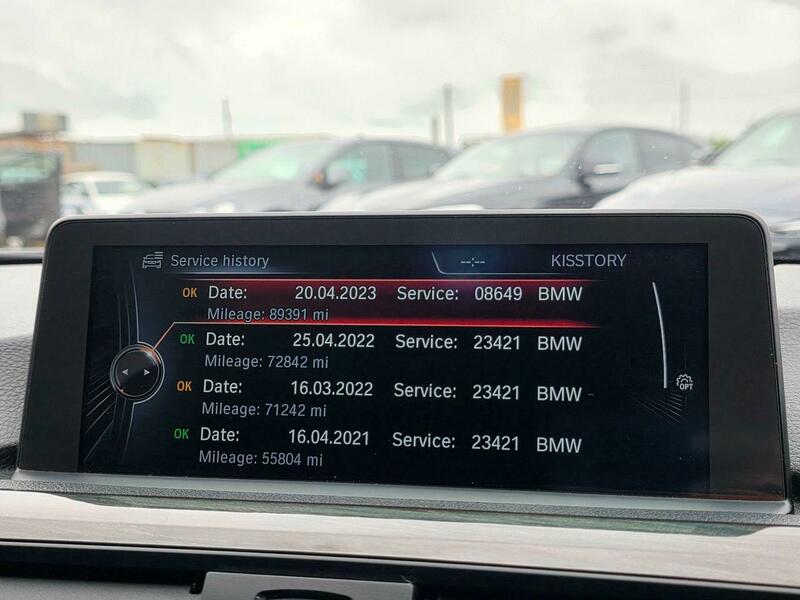 Service history --:-- KISSTORY
OK Date: 20.04.2023 Service: 08649 BMW
Mileage: 89391 mi
OK Date: 25.04.2022 Service: 23421 BMW
Mileage: 72842 mi
OK Date: 16.03.2022 Service: 23421 BMW
Mileage: 71242 mi
OK Date: 16.04.2021 Service: 23421 BMW
Mileage: 55804 mi
OPT